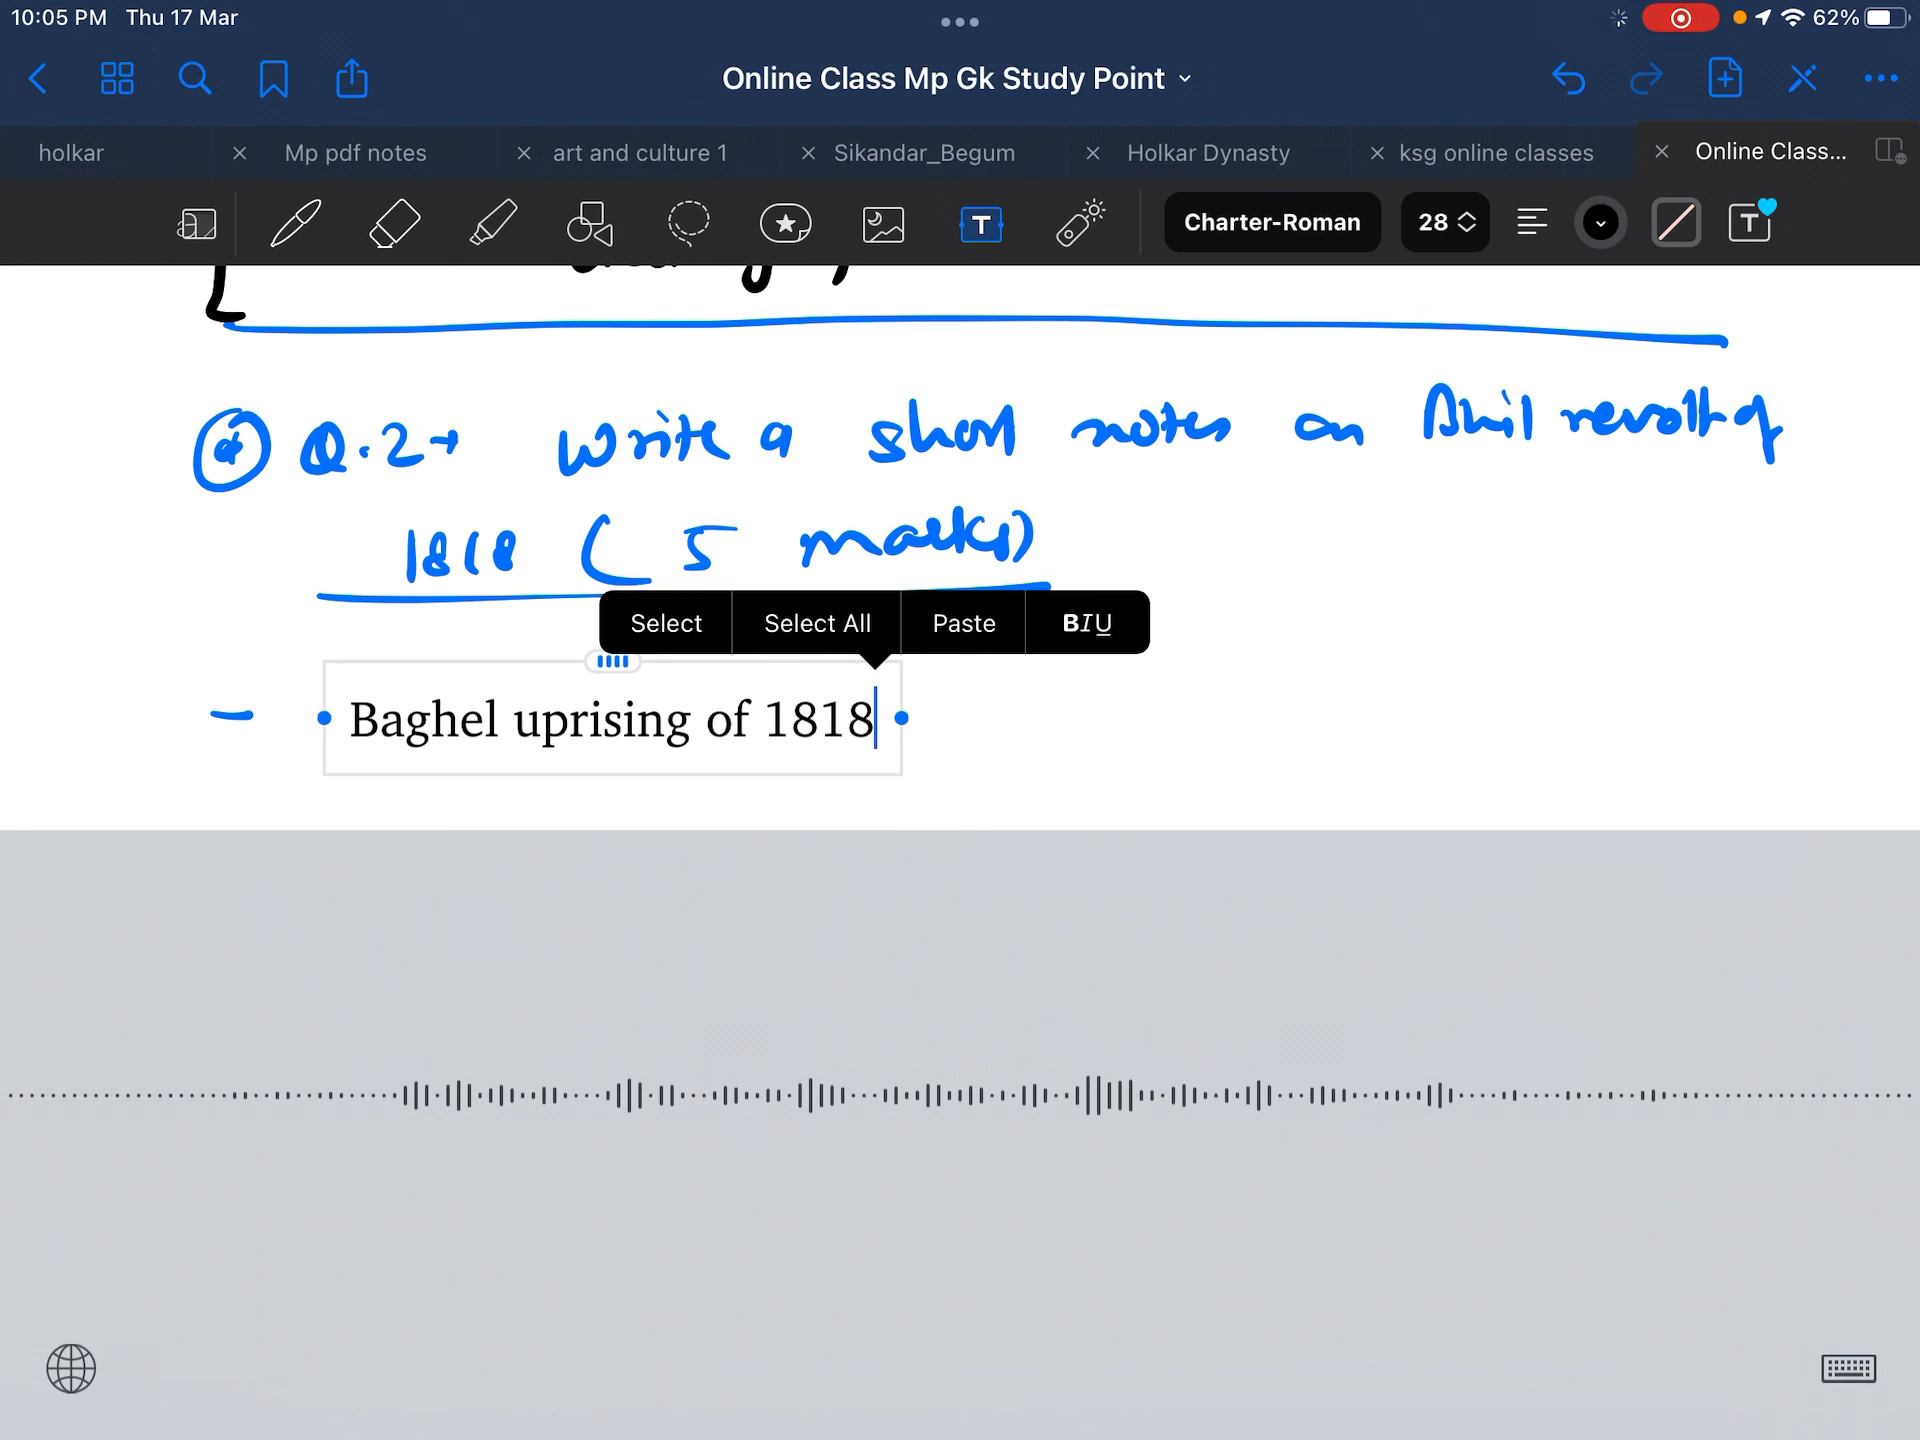 10:05 PM Thu 17 Mar
62%
Online Class Mp Gk Study Point
holkar
Mp pdf notes
art and culture 1
Sikandar_Begum
Holkar Dynasty
ksg online classes
Online Class...
T
Charter-Roman
28
T
Q.2→ Write a short notes on Bhil revolt of
1818 (5 marks)
Select
Select All
Paste
BIU
- Baghel uprising of 1818